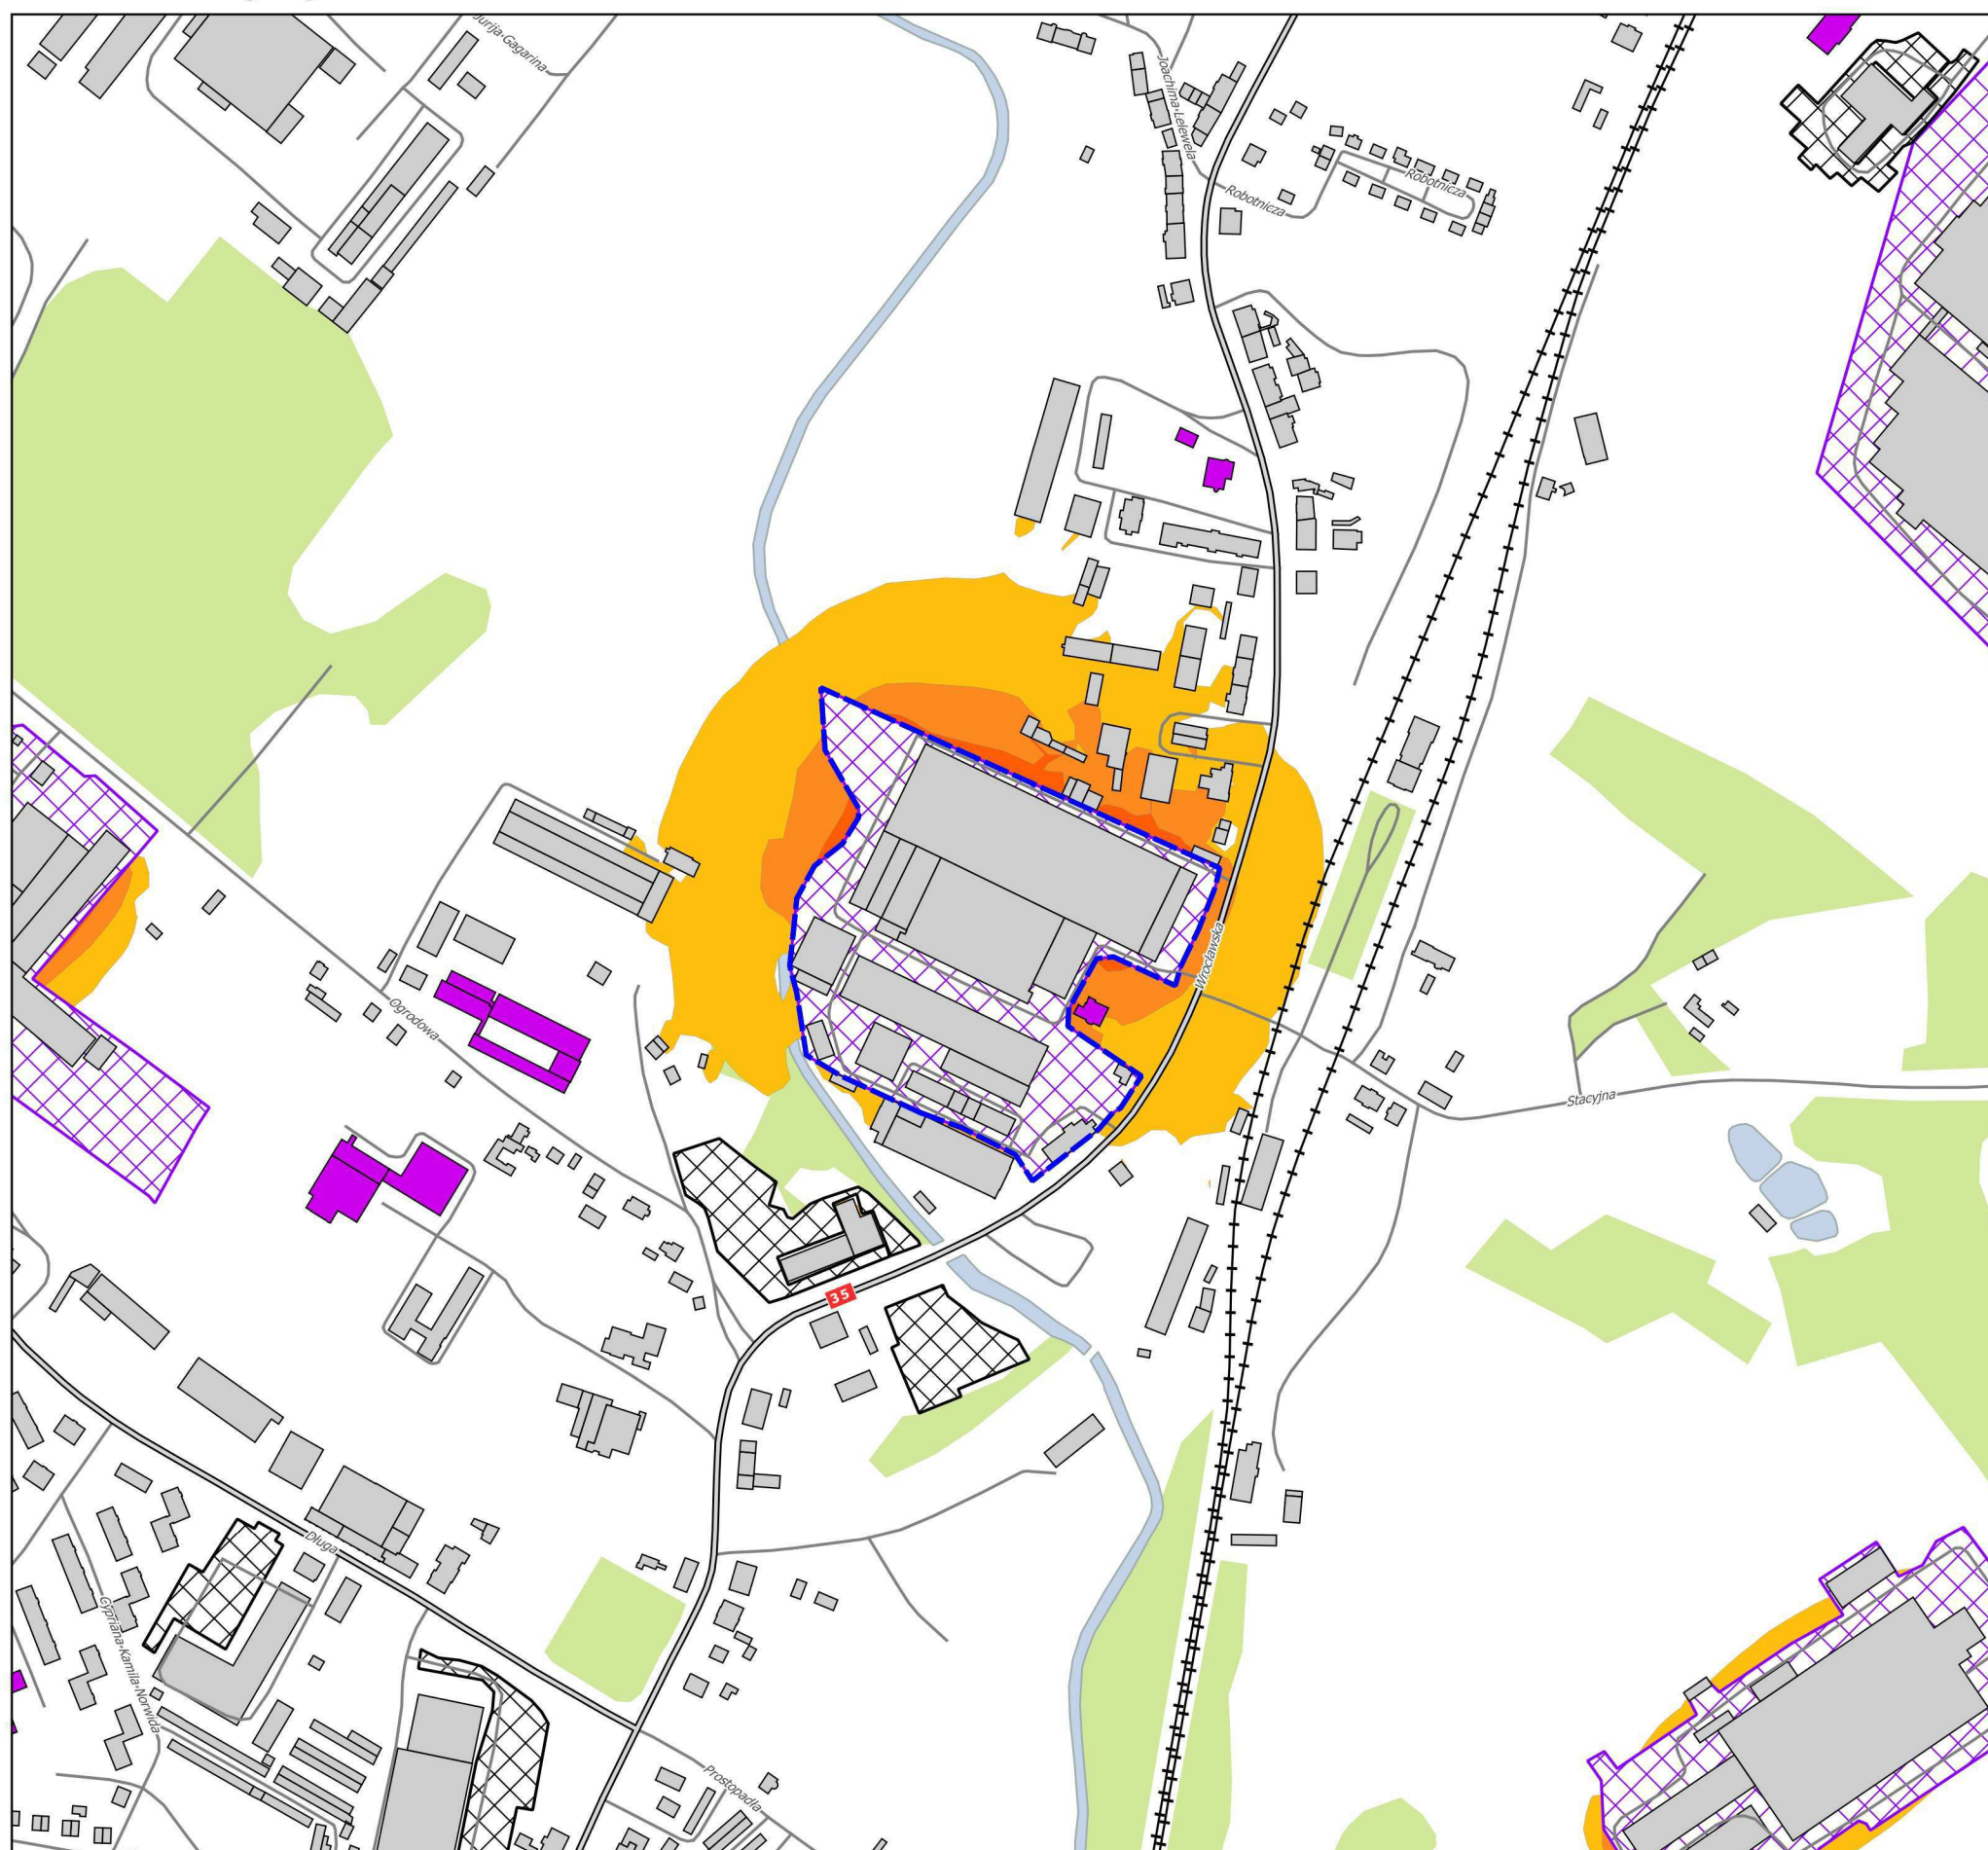 Jurija Gagarina
Joachima Lelewela
Robotnicza
Robotnicza
Wrocławska
Ogrodowa
Stacyjna
35
Długa
Cypriana Kamila Norwida
Prostopadła